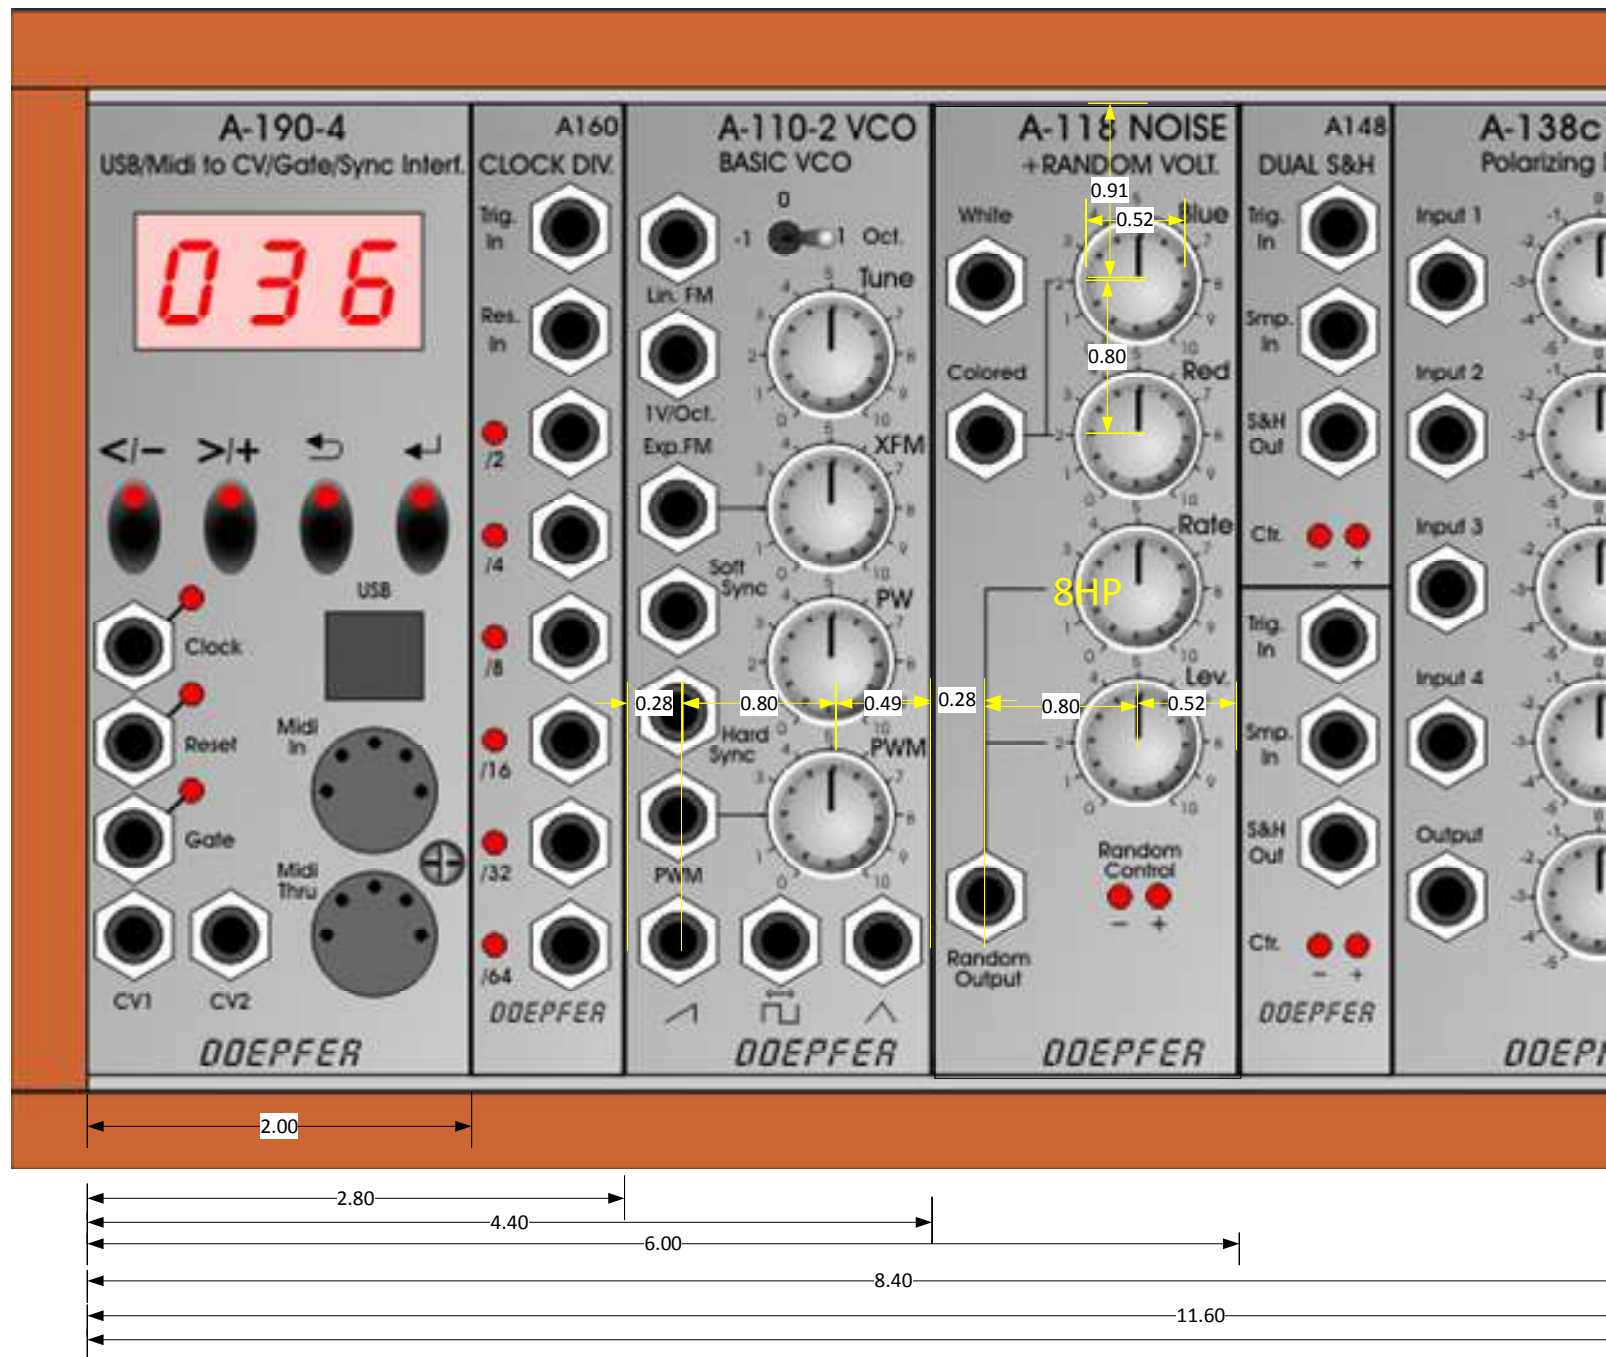 A-190-4
USB/Midi to CV/Gate/Sync Interf.
036
</- >/+
USB
Clock
Reset
Gate
Midi
In
Midi
Thru
CV1 CV2
DOEPFER
A160
CLOCK DIV.
Trig.
In
Res.
In
/2
/4
/8
/16
/32
/64
DOEPFER
A-110-2 VCO
BASIC VCO
0
-1 1 Oct.
Lin. FM
Tune
1V/Oct.
Exp.FM
XFM
Soft
Sync
PW
Hard
Sync
PWM
PWM
0.28 0.80 0.49
DOEPFER
A-118 NOISE
+RANDOM VOLT.
White
Blue
0.91
0.52
0.80
Colored
Red
Rate
8HP
Lev.
0.28 0.80 0.52
Random
Control
- +
Random
Output
DOEPFER
A148
DUAL S&H
Trig.
In
Smp.
In
S&H
Out
Ctr.
- +
Trig.
In
Smp.
In
S&H
Out
Ctr.
- +
DOEPFER
A-138c
Polarizing
Input 1
Input 2
Input 3
Input 4
Output
2.00
2.80
4.40
6.00
8.40
11.60